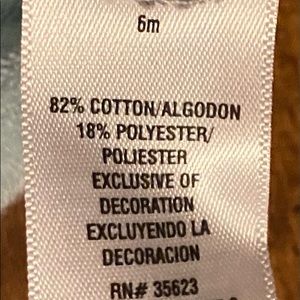 6m
82% COTTON/ALGODON
18% POLYESTER/
POLIESTER
EXCLUSIVE OF
DECORATION
EXCLUYENDO LA
DECORACION
RN# 35623